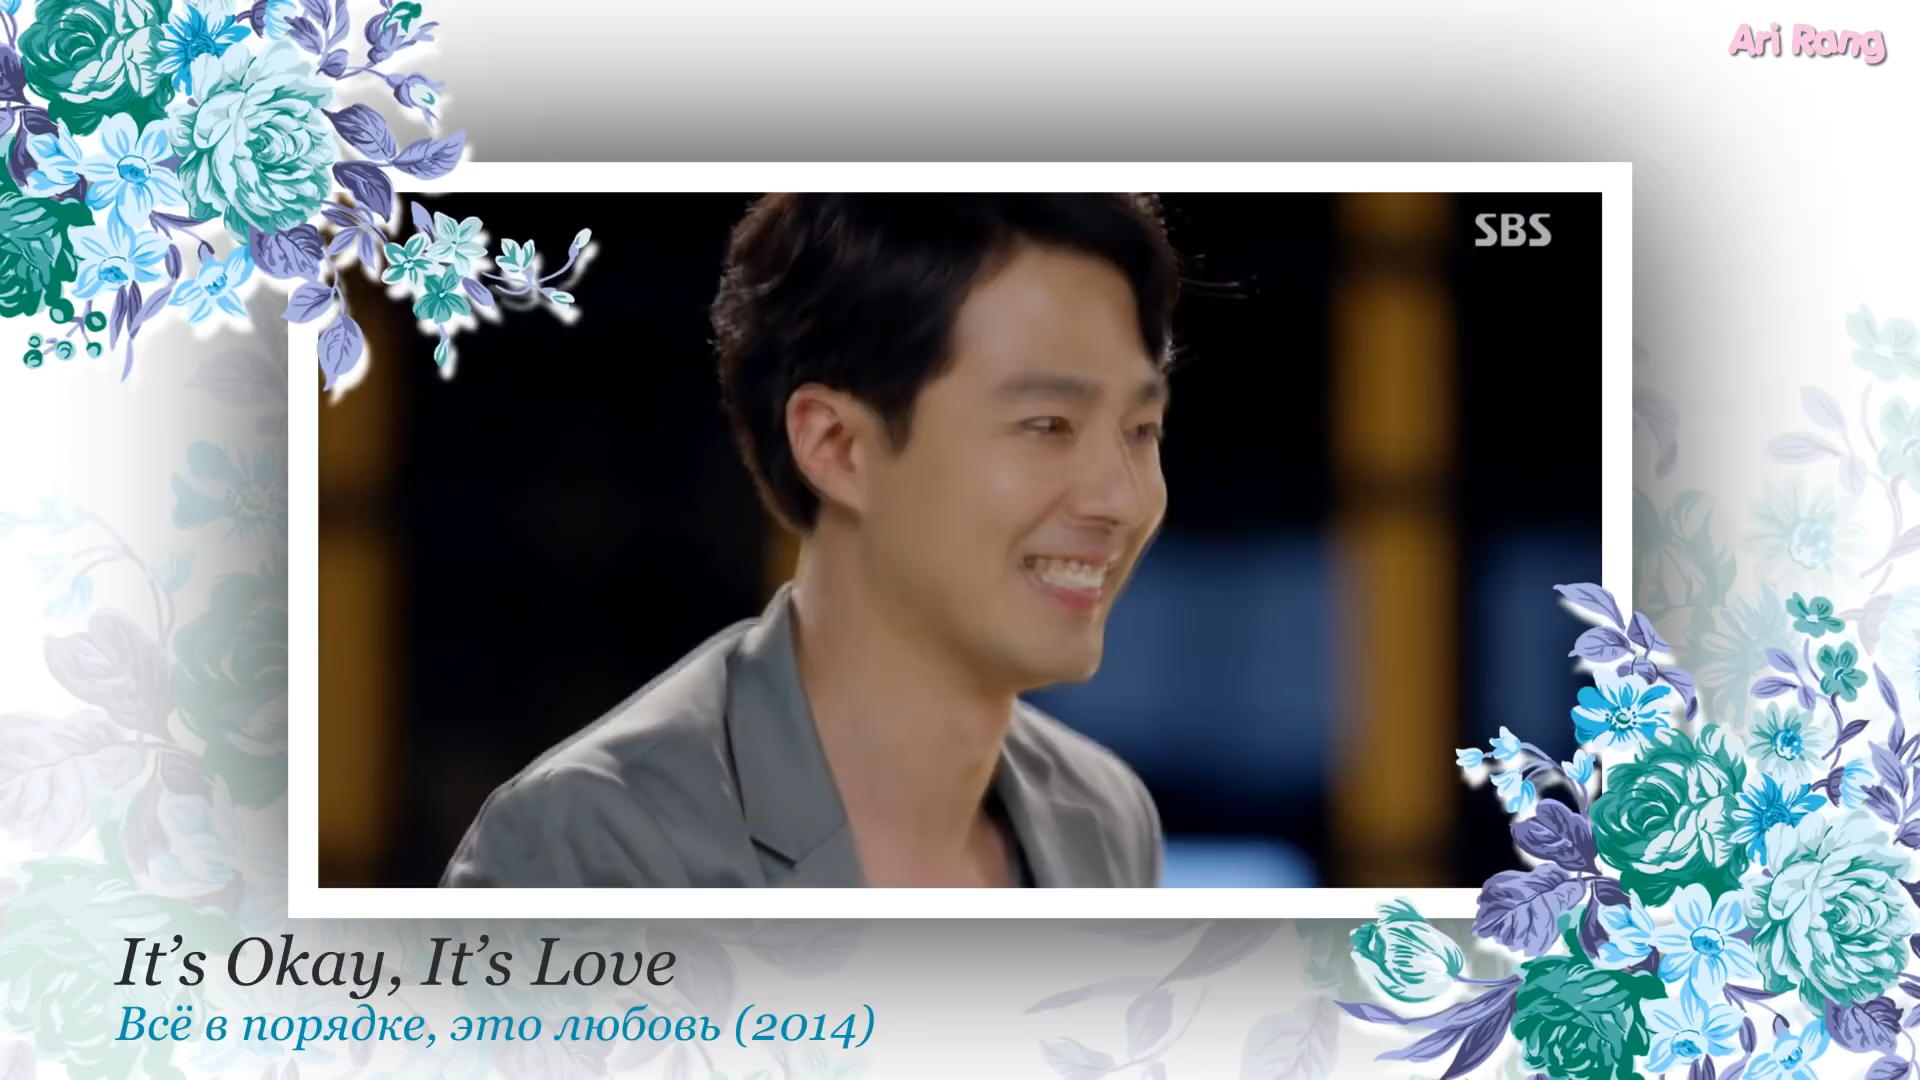 Ari Rang
SBS
It’s Okay, It’s Love
Всё в порядке, это любовь (2014)